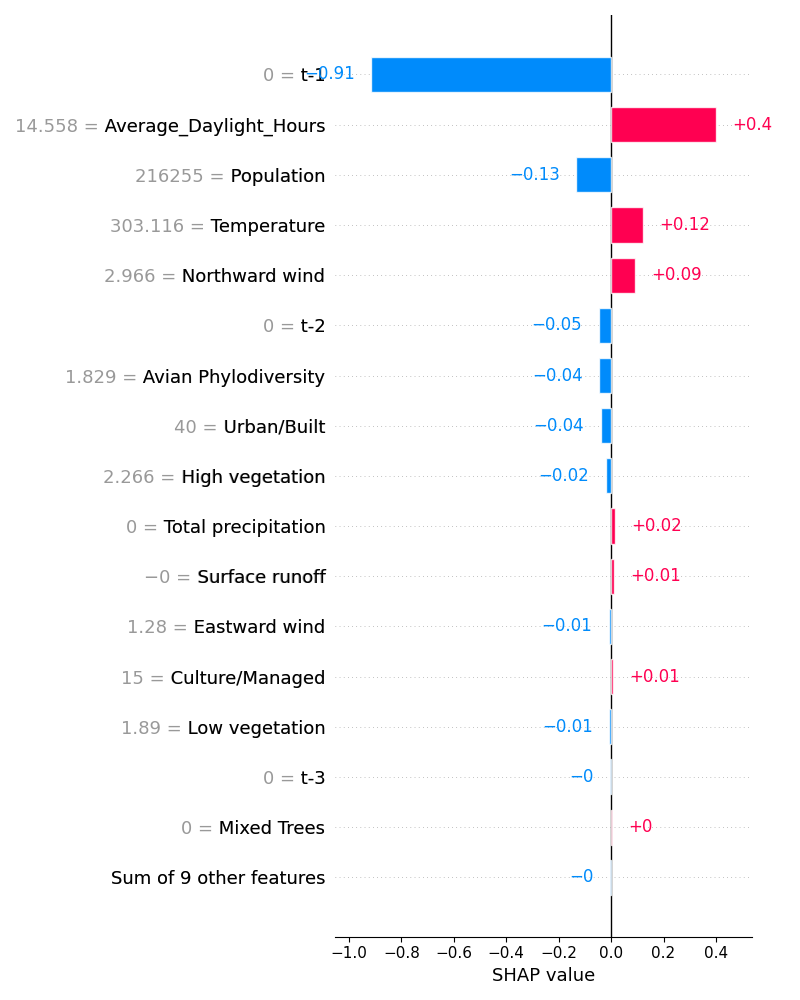 0 = t-1 −0.91
14.558 = Average_Daylight_Hours +0.4
216255 = Population −0.13
303.116 = Temperature +0.12
2.966 = Northward wind +0.09
0 = t-2 −0.05
1.829 = Avian Phylodiversity −0.04
40 = Urban/Built −0.04
2.266 = High vegetation −0.02
0 = Total precipitation +0.02
−0 = Surface runoff +0.01
1.28 = Eastward wind −0.01
15 = Culture/Managed +0.01
1.89 = Low vegetation −0.01
0 = t-3 −0
0 = Mixed Trees +0
Sum of 9 other features −0
−1.0 −0.8 −0.6 −0.4 −0.2 0.0 0.2 0.4
SHAP value